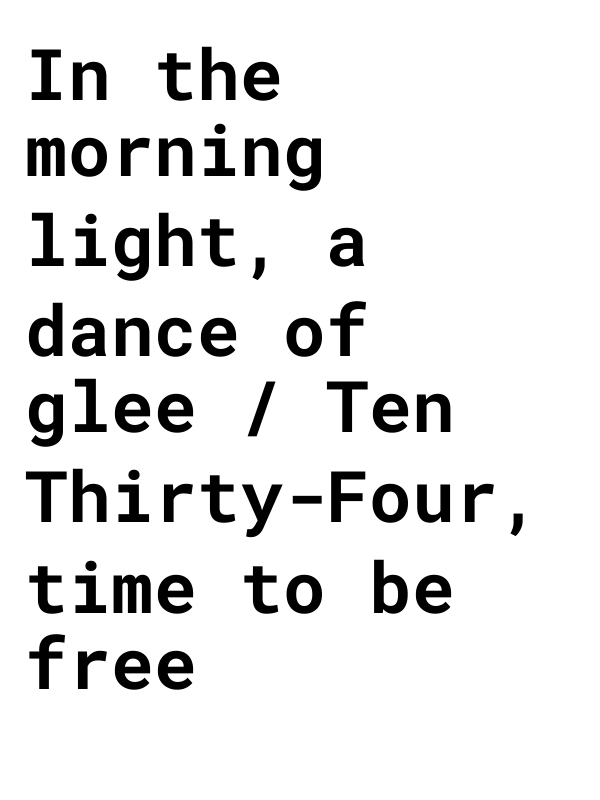 In the
morning
light, a
dance of
glee / Ten
Thirty-Four,
time to be
free